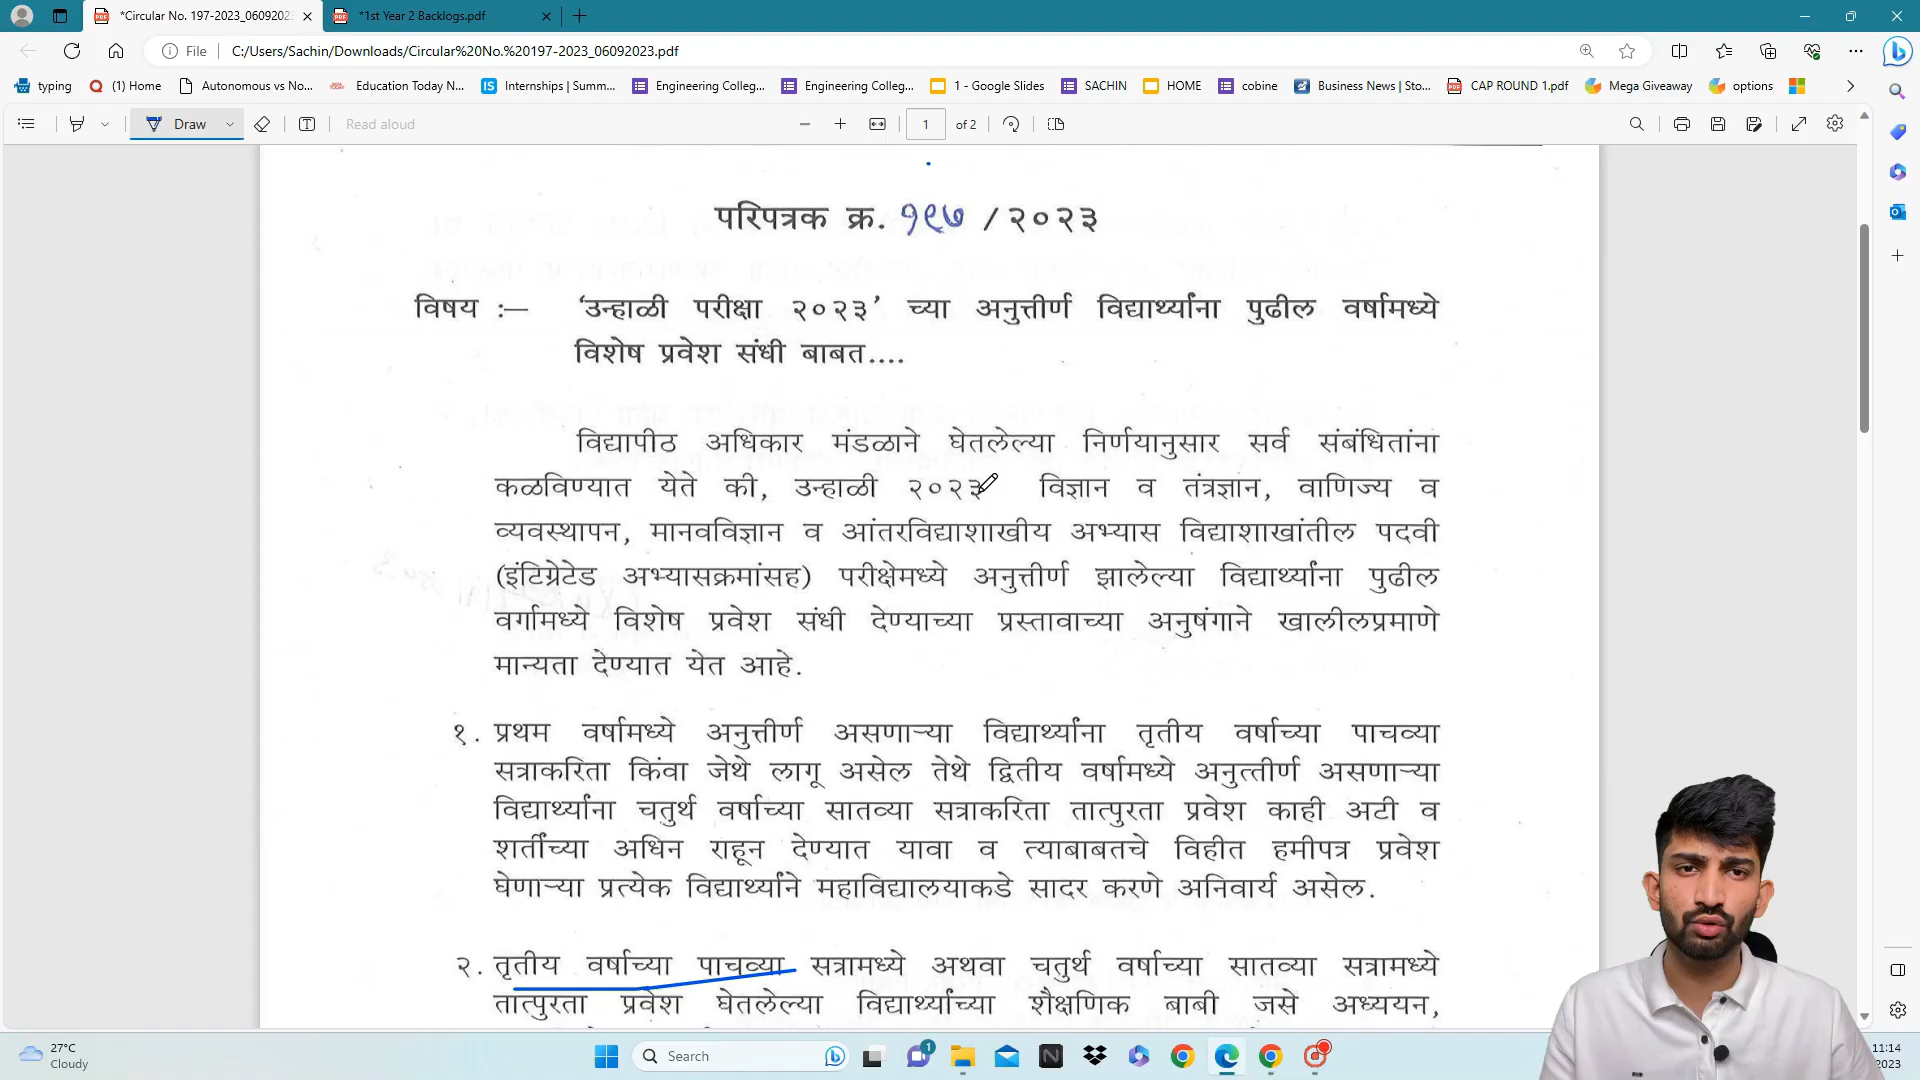 *Circular No. 197-2023_06092023
*1st Year 2 Backlogs.pdf
File C:/Users/Sachin/Downloads/Circular%20No.%20197-2023_06092023.pdf
typing (1) Home Autonomous vs No... Education Today N... Internships | Summ... Engineering Colleg... Engineering Colleg... 1 - Google Slides SACHIN HOME cobine Business News | Sto... CAP ROUND 1.pdf Mega Giveaway options
Draw Read aloud 1 of 2
परिपत्रक क्र. १९७ /२०२३
विषय :— 'उन्हाळी परीक्षा २०२३' च्या अनुत्तीर्ण विद्यार्थ्यांना पुढील वर्षामध्ये
विशेष प्रवेश संधी बाबत....
विद्यापीठ अधिकार मंडळाने घेतलेल्या निर्णयानुसार सर्व संबंधितांना
कळविण्यात येते की, उन्हाळी २०२३ विज्ञान व तंत्रज्ञान, वाणिज्य व
व्यवस्थापन, मानवविज्ञान व आंतरविद्याशाखीय अभ्यास विद्याशाखांतील पदवी
(इंटिग्रेटेड अभ्यासक्रमांसह) परीक्षेमध्ये अनुत्तीर्ण झालेल्या विद्यार्थ्यांना पुढील
वर्गामध्ये विशेष प्रवेश संधी देण्याच्या प्रस्तावाच्या अनुषंगाने खालीलप्रमाणे
मान्यता देण्यात येत आहे.
१. प्रथम वर्षामध्ये अनुत्तीर्ण असणाऱ्या विद्यार्थ्यांना तृतीय वर्षाच्या पाचव्या
सत्राकरिता किंवा जेथे लागू असेल तेथे द्वितीय वर्षामध्ये अनुत्तीर्ण असणाऱ्या
विद्यार्थ्यांना चतुर्थ वर्षाच्या सातव्या सत्राकरिता तात्पुरता प्रवेश काही अटी व
शर्तीच्या अधिन राहून देण्यात यावा व त्याबाबतचे विहीत हमीपत्र प्रवेश
घेणाऱ्या प्रत्येक विद्यार्थ्याने महाविद्यालयाकडे सादर करणे अनिवार्य असेल.
२. तृतीय वर्षाच्या पाचव्या सत्रामध्ये अथवा चतुर्थ वर्षाच्या सातव्या सत्रामध्ये
तात्पुरता प्रवेश घेतलेल्या विद्यार्थ्यांच्या शैक्षणिक बाबी जसे अध्ययन,
27°C
Cloudy
Search
1
11:14
2023